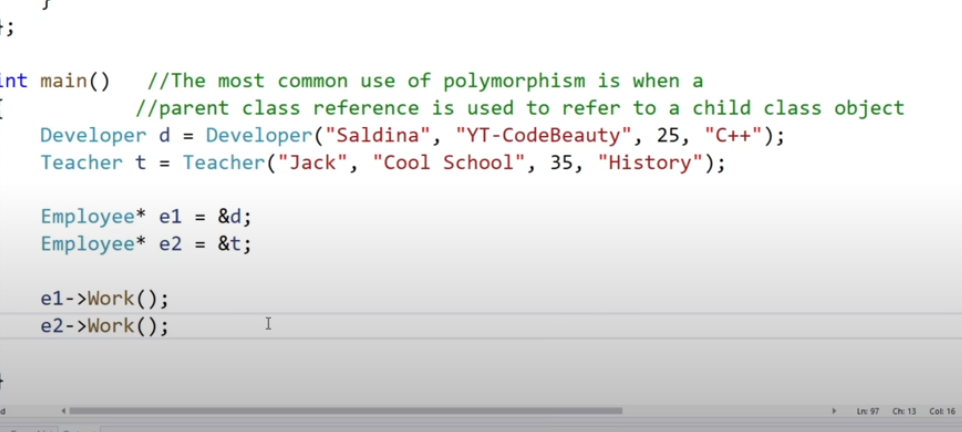 }
};
int main() //The most common use of polymorphism is when a
{ //parent class reference is used to refer to a child class object
Developer d = Developer("Saldina", "YT-CodeBeauty", 25, "C++");
Teacher t = Teacher("Jack", "Cool School", 35, "History");
Employee* e1 = &d;
Employee* e2 = &t;
e1->Work();
e2->Work();
}
Ln: 97 Ch: 13 Col: 16